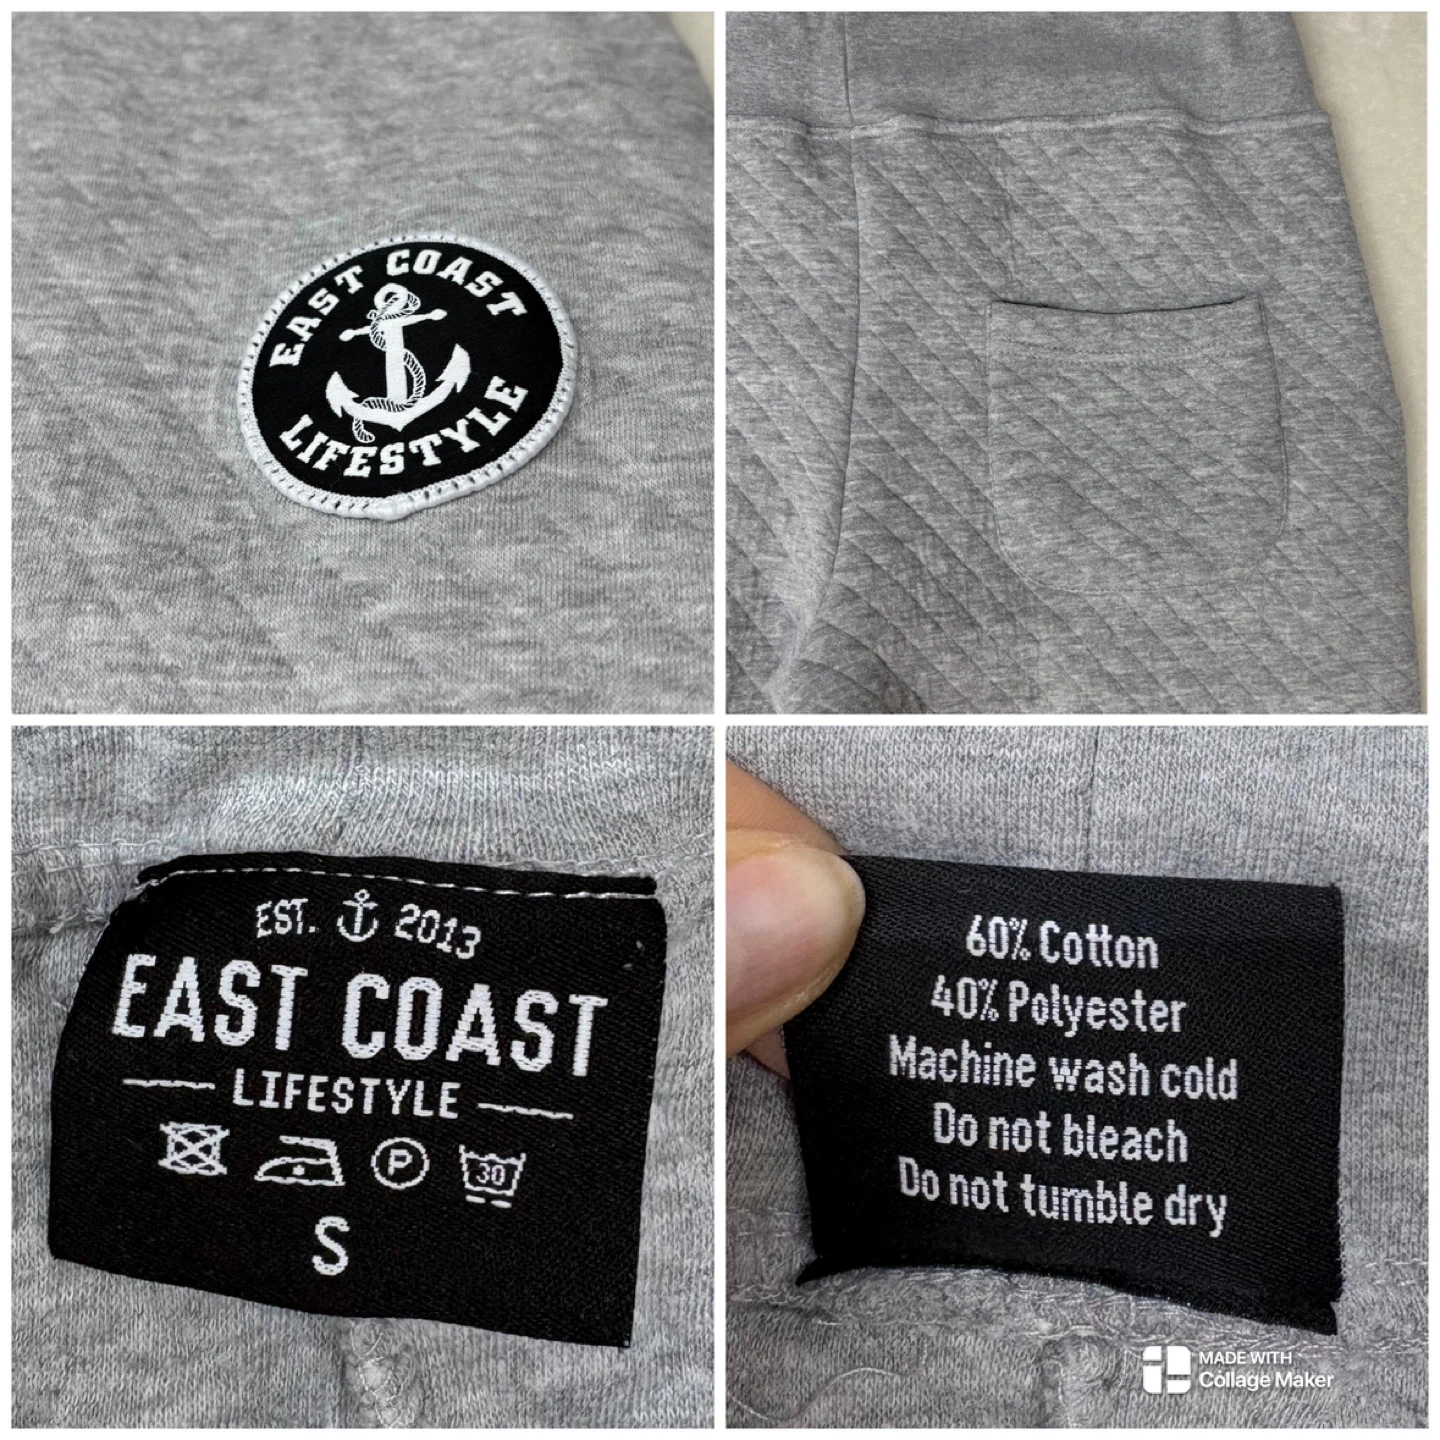 EAST COAST
LIFESTYLE
EST. 2013
EAST COAST
LIFESTYLE
P
30
S
60% Cotton
40% Polyester
Machine wash cold
Do not bleach
Do not tumble dry
MADE WITH
Collage Maker